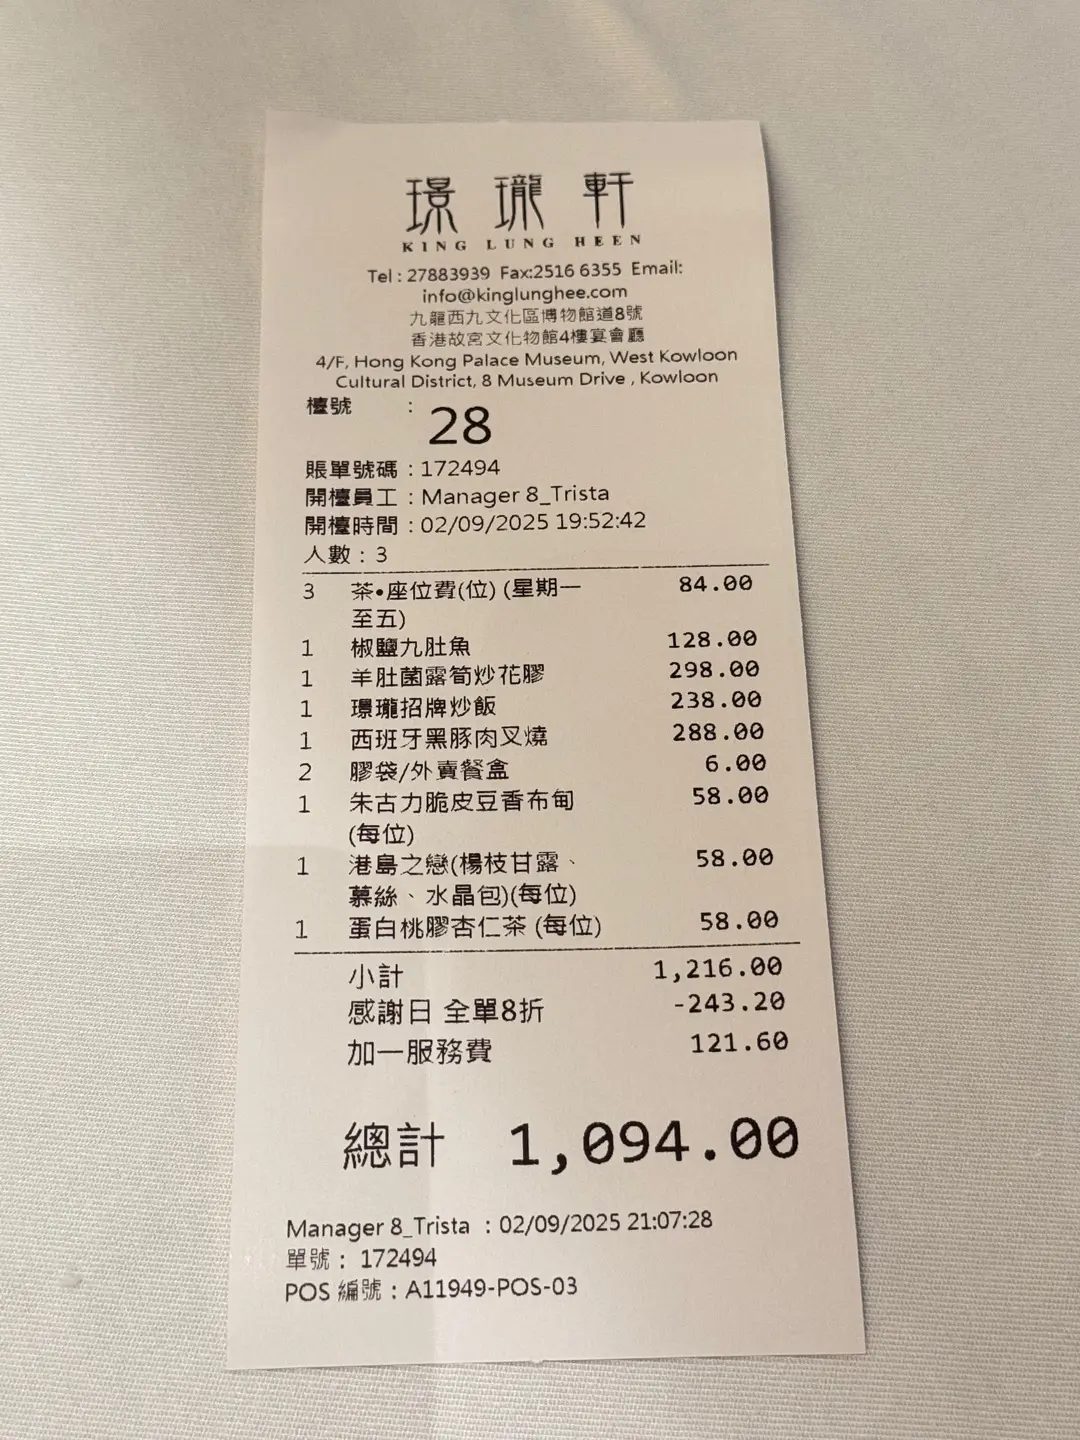 璟瓏軒
KING LUNG HEEN
Tel : 27883939 Fax:2516 6355 Email:
info@kinglunghee.com
九龍西九文化區博物館道8號
香港故宮文化物館4樓宴會廳
4/F, Hong Kong Palace Museum, West Kowloon
Cultural District, 8 Museum Drive , Kowloon
檯號 : 28
賬單號碼 : 172494
開檯員工 : Manager 8_Trista
開檯時間 : 02/09/2025 19:52:42
人數 : 3
3 茶•座位費(位) (星期一 84.00
至五)
1 椒鹽九肚魚 128.00
1 羊肚菌露筍炒花膠 298.00
1 璟瓏招牌炒飯 238.00
1 西班牙黑豚肉叉燒 288.00
2 膠袋/外賣餐盒 6.00
1 朱古力脆皮豆香布甸 58.00
(每位)
1 港島之戀(楊枝甘露、 58.00
慕絲、水晶包)(每位)
1 蛋白桃膠杏仁茶 (每位) 58.00
小計 1,216.00
感謝日 全單8折 -243.20
加一服務費 121.60
總計 1,094.00
Manager 8_Trista : 02/09/2025 21:07:28
單號 : 172494
POS 編號 : A11949-POS-03